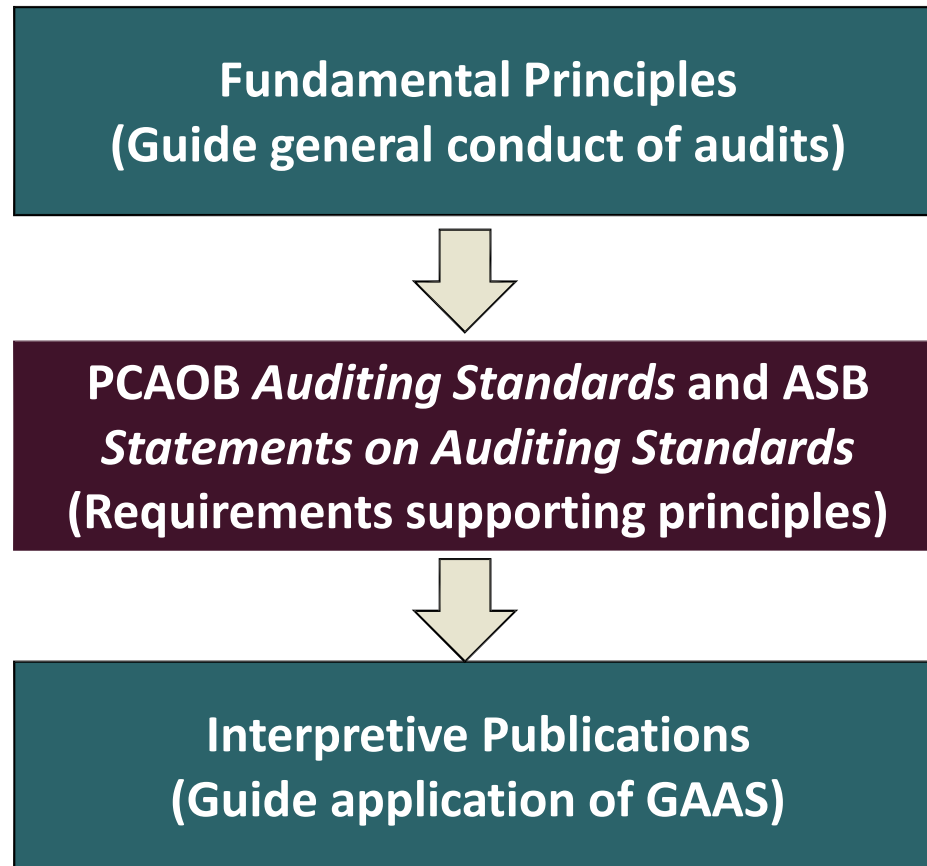 Fundamental Principles
(Guide general conduct of audits)
PCAOB Auditing Standards and ASB
Statements on Auditing Standards
(Requirements supporting principles)
Interpretive Publications
(Guide application of GAAS)